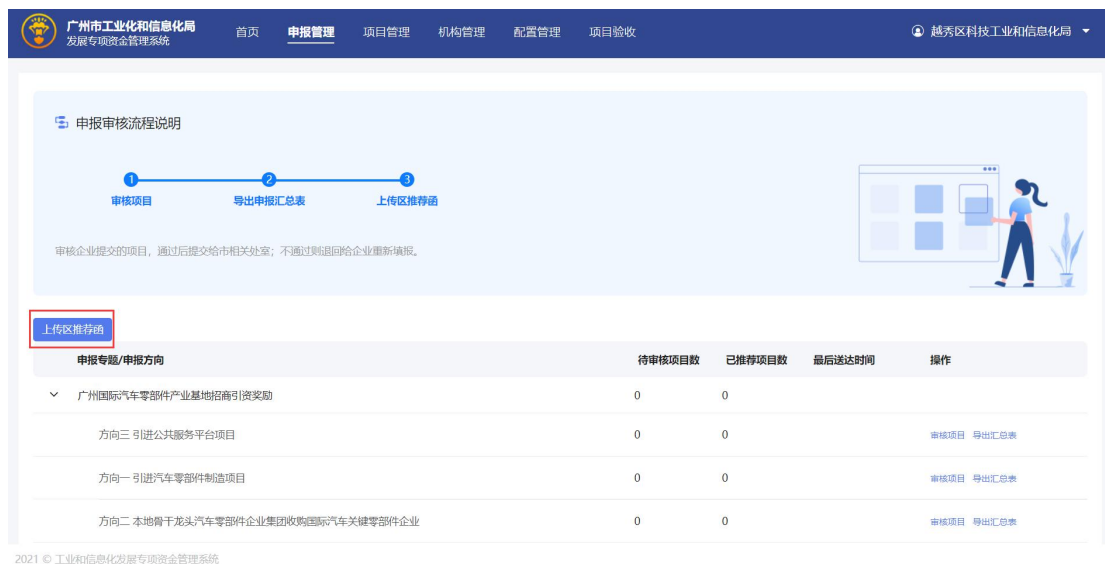 广州市工业化和信息化局
发展专项资金管理系统
首页 申报管理 项目管理 机构管理 配置管理 项目验收
越秀区科技工业和信息化局
申报审核流程说明
1 2 3
审核项目 导出申报汇总表 上传区推荐函
审核企业提交的项目，通过后提交给市相关处室；不通过则退回给企业重新填报。
上传区推荐函
申报专题/申报方向 待审核项目数 已推荐项目数 最后送达时间 操作
广州国际汽车零部件产业基地招商引资奖励 0 0
方向三 引进公共服务平台项目 0 0 审核项目 导出汇总表
方向一 引进汽车零部件制造项目 0 0 审核项目 导出汇总表
方向二 本地骨干龙头汽车零部件企业集团收购国际汽车关键零部件企业 0 0 审核项目 导出汇总表
2021 © 工业和信息化发展专项资金管理系统